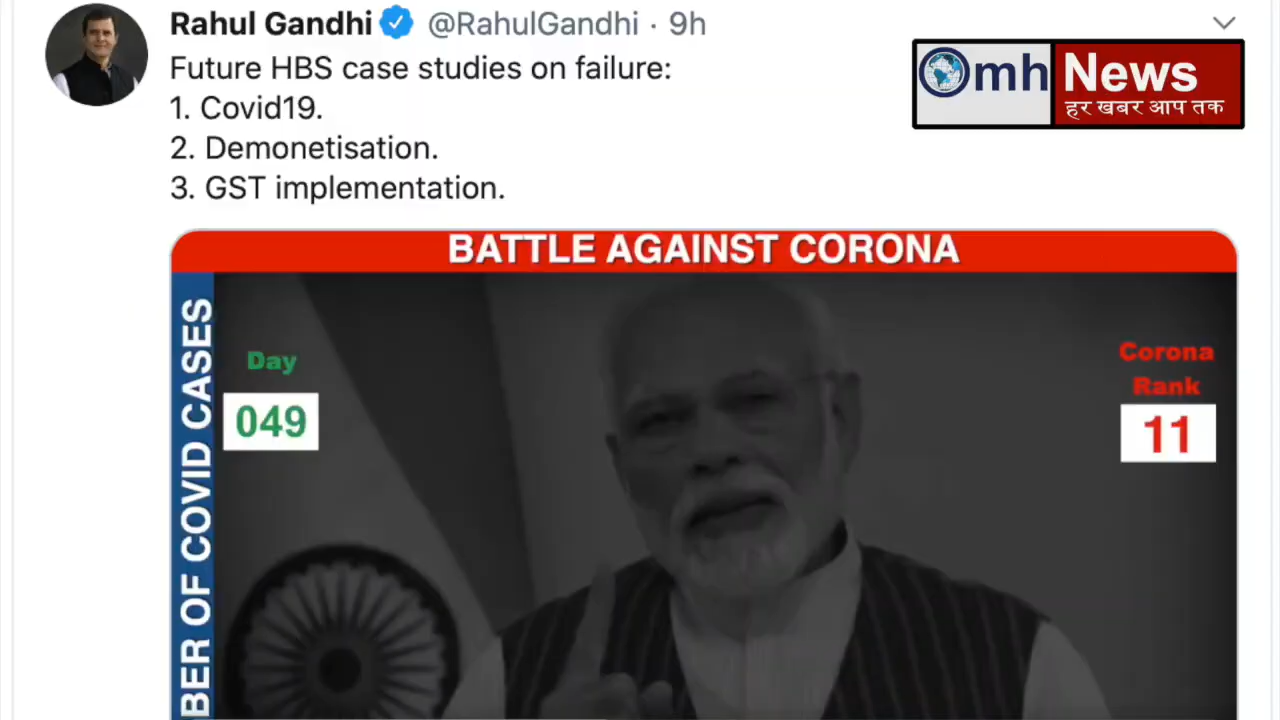 Rahul Gandhi @RahulGandhi · 9h
Future HBS case studies on failure:
1. Covid19.
2. Demonetisation.
3. GST implementation.
mh News
हर खबर आप तक
BATTLE AGAINST CORONA
BER OF COVID CASES
Day
049
Corona
Rank
11